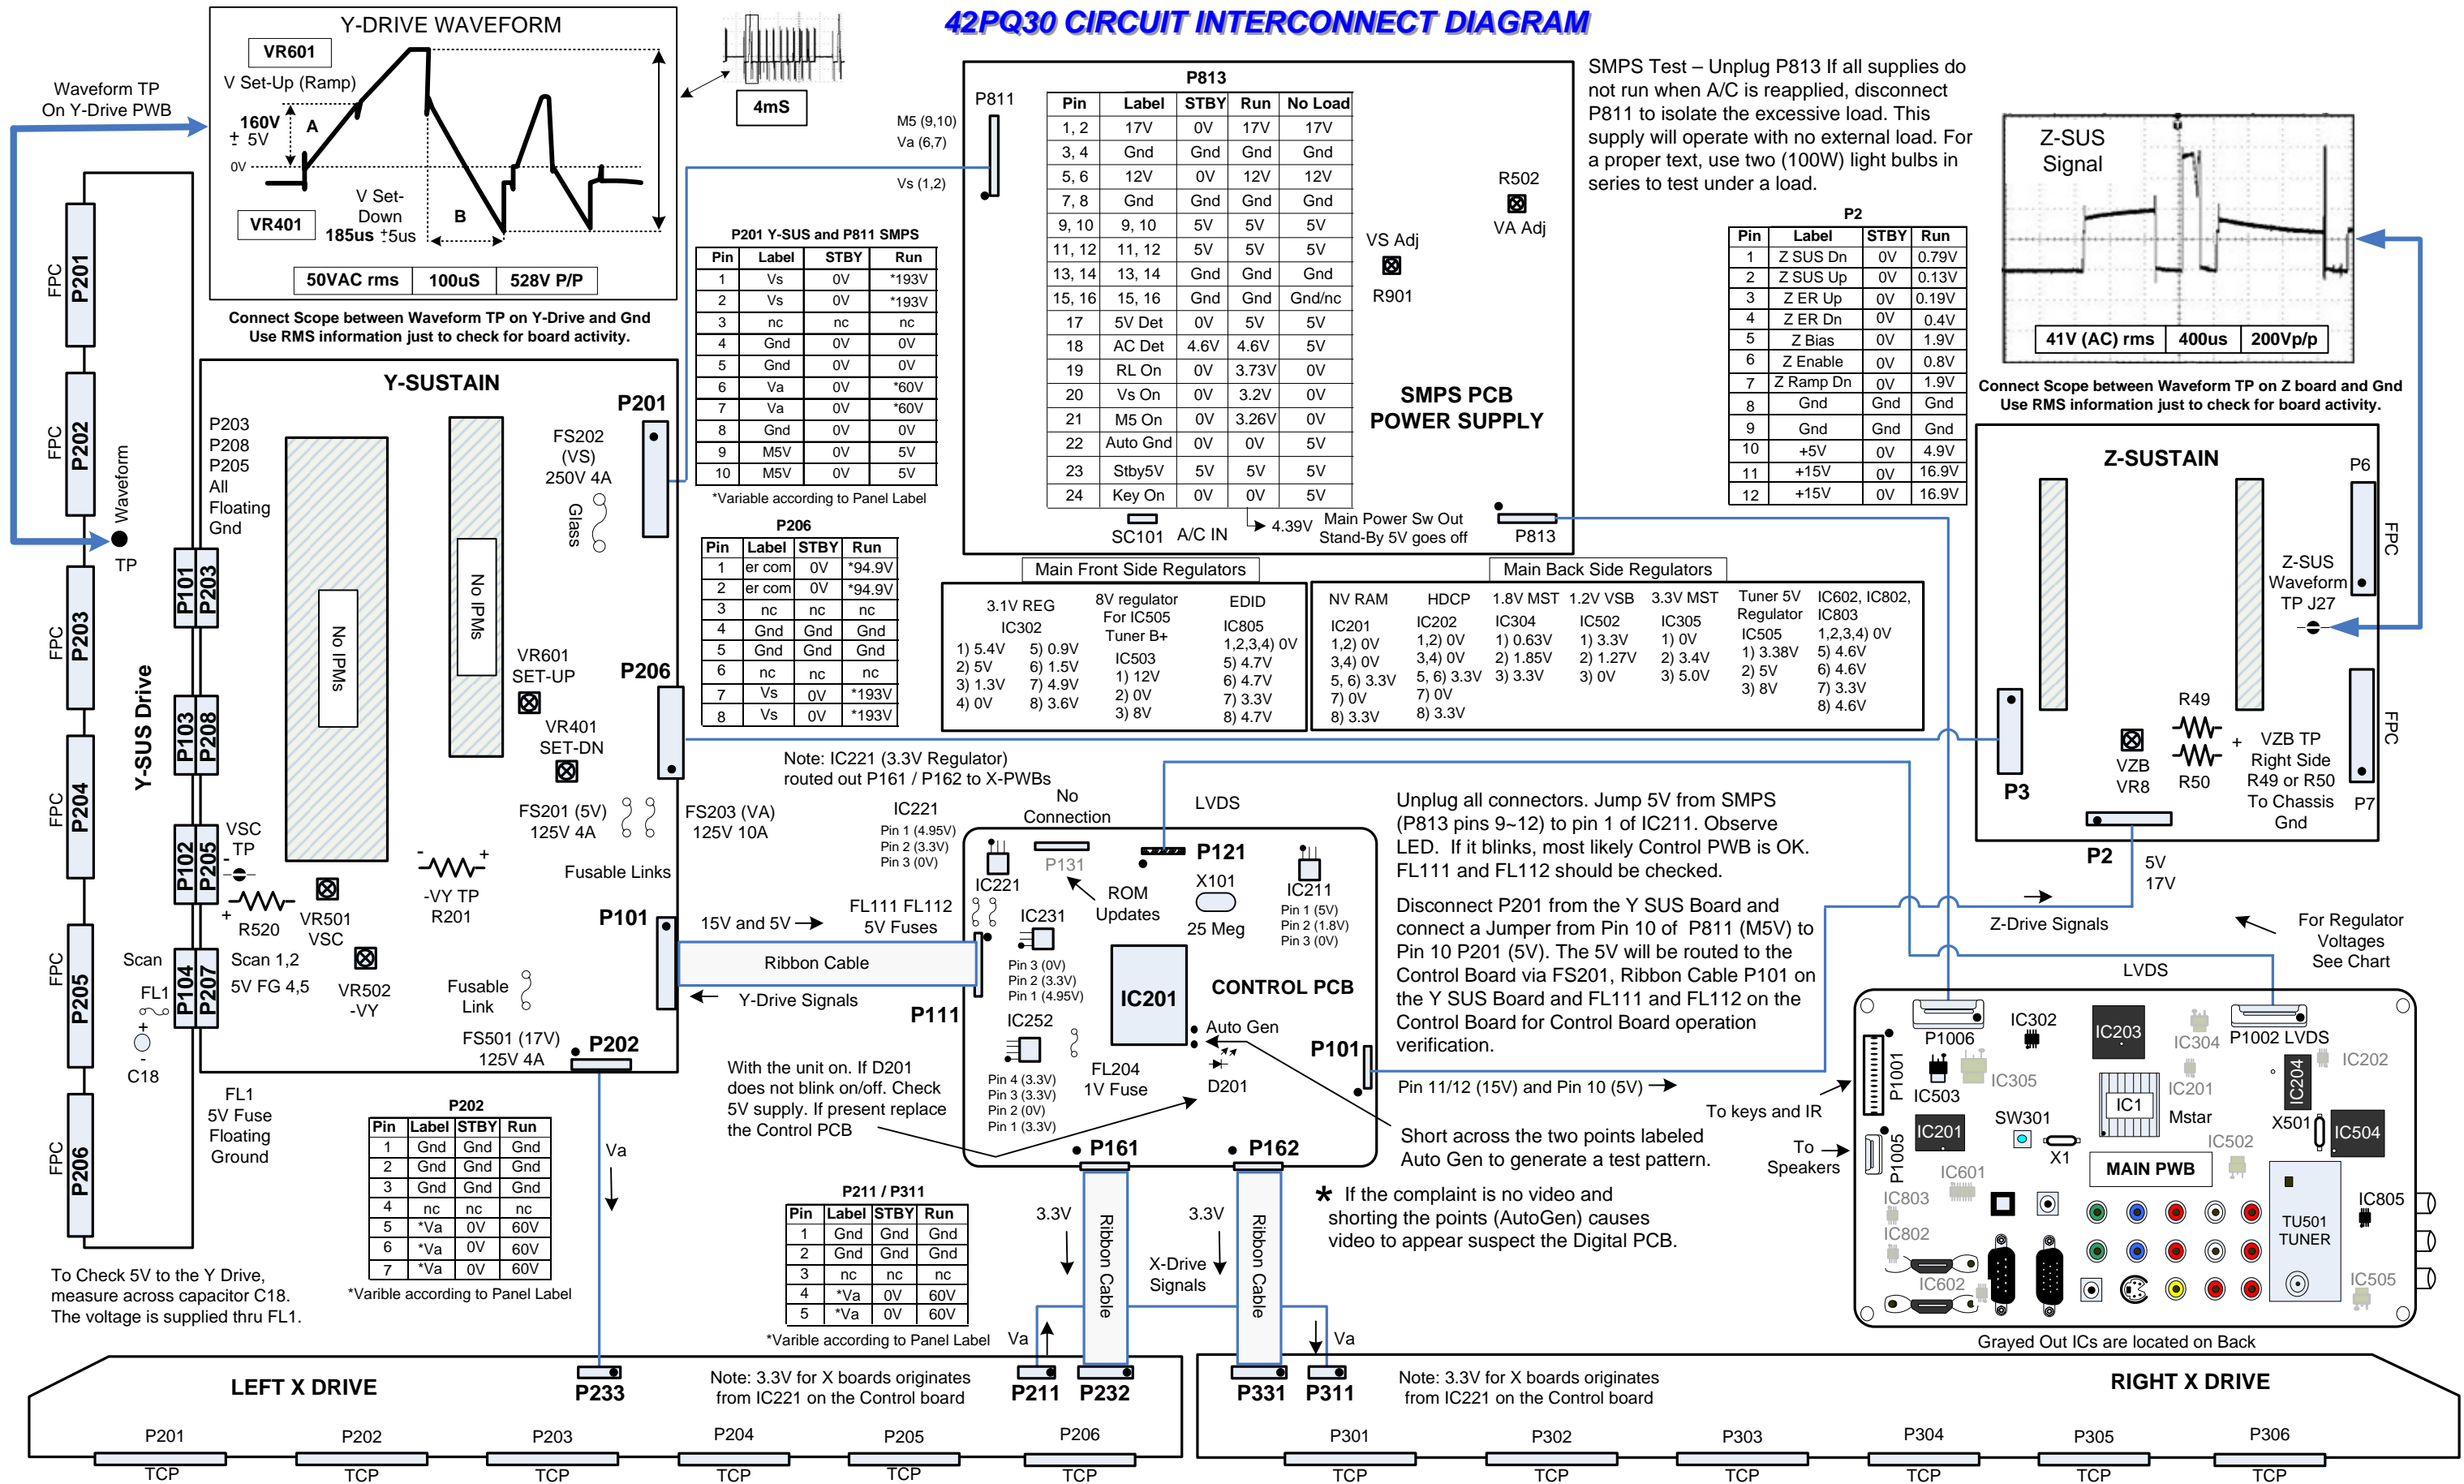 42PQ30 CIRCUIT INTERCONNECT DIAGRAM
Y-DRIVE WAVEFORM
VR601
V Set-Up (Ramp)
160V
± 5V
A
0V
V Set-
Down
185us ±5us
B
VR401
50VAC rms 100uS 528V P/P
4mS
Connect Scope between Waveform TP on Y-Drive and Gnd
Use RMS information just to check for board activity.
Waveform TP
On Y-Drive PWB
FPC P201
FPC P202
Waveform
TP
FPC P203
FPC P204
FPC P205
FPC P206
Y-SUS Drive
P101 P203
P103 P208
P102 P205
P104 P207
Scan
FL1
+
-
C18
To Check 5V to the Y Drive,
measure across capacitor C18.
The voltage is supplied thru FL1.
Y-SUSTAIN
P203
P208
P205
All
Floating
Gnd
No IPMs
No IPMs
FS202
(VS)
250V 4A
Glass
P201
VR601
SET-UP
P206
VR401
SET-DN
FS201 (5V)
125V 4A
FS203 (VA)
125V 10A
Fusable Links
VSC
TP
-
+
R520
- +
-VY TP
R201
VR501
VSC
Scan 1,2
5V FG 4,5
VR502
-VY
Fusable
Link
FS501 (17V)
125V 4A
P101
P202
FL1
5V Fuse
Floating
Ground
P201 Y-SUS and P811 SMPS
Pin Label STBY Run
1 Vs 0V *193V
2 Vs 0V *193V
3 nc nc nc
4 Gnd 0V 0V
5 Gnd 0V 0V
6 Va 0V *60V
7 Va 0V *60V
8 Gnd 0V 0V
9 M5V 0V 5V
10 M5V 0V 5V
*Variable according to Panel Label
P206
Pin Label STBY Run
1 er com 0V *94.9V
2 er com 0V *94.9V
3 nc nc nc
4 Gnd Gnd Gnd
5 Gnd Gnd Gnd
6 nc nc nc
7 Vs 0V *193V
8 Vs 0V *193V
P202
Pin Label STBY Run
1 Gnd Gnd Gnd
2 Gnd Gnd Gnd
3 Gnd Gnd Gnd
4 nc nc nc
5 *Va 0V 60V
6 *Va 0V 60V
7 *Va 0V 60V
*Varible according to Panel Label
Va
P811
M5 (9,10)
Va (6,7)
Vs (1,2)
P813
Pin Label STBY Run No Load
1, 2 17V 0V 17V 17V
3, 4 Gnd Gnd Gnd Gnd
5, 6 12V 0V 12V 12V
7, 8 Gnd Gnd Gnd Gnd
9, 10 9, 10 5V 5V 5V
11, 12 11, 12 5V 5V 5V
13, 14 13, 14 Gnd Gnd Gnd
15, 16 15, 16 Gnd Gnd Gnd/nc
17 5V Det 0V 5V 5V
18 AC Det 4.6V 4.6V 5V
19 RL On 0V 3.73V 0V
20 Vs On 0V 3.2V 0V
21 M5 On 0V 3.26V 0V
22 Auto Gnd 0V 0V 5V
23 Stby5V 5V 5V 5V
24 Key On 0V 0V 5V
SC101 A/C IN
4.39V
Main Power Sw Out
Stand-By 5V goes off
P813
VS Adj
R901
R502
VA Adj
SMPS PCB
POWER SUPPLY
SMPS Test – Unplug P813 If all supplies do
not run when A/C is reapplied, disconnect
P811 to isolate the excessive load. This
supply will operate with no external load. For
a proper text, use two (100W) light bulbs in
series to test under a load.
P2
Pin Label STBY Run
1 Z SUS Dn 0V 0.79V
2 Z SUS Up 0V 0.13V
3 Z ER Up 0V 0.19V
4 Z ER Dn 0V 0.4V
5 Z Bias 0V 1.9V
6 Z Enable 0V 0.8V
7 Z Ramp Dn 0V 1.9V
8 Gnd Gnd Gnd
9 Gnd Gnd Gnd
10 +5V 0V 4.9V
11 +15V 0V 16.9V
12 +15V 0V 16.9V
Z-SUS
Signal
41V (AC) rms 400us 200Vp/p
Connect Scope between Waveform TP on Z board and Gnd
Use RMS information just to check for board activity.
Z-SUSTAIN
P6
FPC
Z-SUS
Waveform
TP J27
R49
+
R50
VZB
VR8
VZB TP
Right Side
R49 or R50
To Chassis
Gnd
FPC
P7
P3
P2
5V
17V
Z-Drive Signals
Main Front Side Regulators
3.1V REG
IC302
1) 5.4V 5) 0.9V
2) 5V 6) 1.5V
3) 1.3V 7) 4.9V
4) 0V 8) 3.6V
8V regulator
For IC505
Tuner B+
IC503
1) 12V
2) 0V
3) 8V
EDID
IC805
1,2,3,4) 0V
5) 4.7V
6) 4.7V
7) 3.3V
8) 4.7V
Main Back Side Regulators
NV RAM
IC201
1,2) 0V
3,4) 0V
5, 6) 3.3V
7) 0V
8) 3.3V
HDCP
IC202
1,2) 0V
3,4) 0V
5, 6) 3.3V
7) 0V
8) 3.3V
1.8V MST
IC304
1) 0.63V
2) 1.85V
3) 3.3V
1.2V VSB
IC502
1) 3.3V
2) 1.27V
3) 0V
3.3V MST
IC305
1) 0V
2) 3.4V
3) 5.0V
Tuner 5V
Regulator
IC505
1) 3.38V
2) 5V
3) 8V
IC602, IC802,
IC803
1,2,3,4) 0V
5) 4.6V
6) 4.6V
7) 3.3V
8) 4.6V
Note: IC221 (3.3V Regulator)
routed out P161 / P162 to X-PWBs
IC221
Pin 1 (4.95V)
Pin 2 (3.3V)
Pin 3 (0V)
No
Connection
LVDS
IC221
P131
P121
IC211
Pin 1 (5V)
Pin 2 (1.8V)
Pin 3 (0V)
ROM
Updates
X101
25 Meg
FL111 FL112
5V Fuses
15V and 5V
Ribbon Cable
Y-Drive Signals
P111
IC231
Pin 3 (0V)
Pin 2 (3.3V)
Pin 1 (4.95V)
IC201
CONTROL PCB
IC252
Pin 4 (3.3V)
Pin 3 (3.3V)
Pin 2 (0V)
Pin 1 (3.3V)
FL204
1V Fuse
Auto Gen
D201
P101
P161
P162
With the unit on. If D201
does not blink on/off. Check
5V supply. If present replace
the Control PCB
Unplug all connectors. Jump 5V from SMPS
(P813 pins 9~12) to pin 1 of IC211. Observe
LED. If it blinks, most likely Control PWB is OK.
FL111 and FL112 should be checked.
Disconnect P201 from the Y SUS Board and
connect a Jumper from Pin 10 of P811 (M5V) to
Pin 10 P201 (5V). The 5V will be routed to the
Control Board via FS201, Ribbon Cable P101 on
the Y SUS Board and FL111 and FL112 on the
Control Board for Control Board operation
verification.
Pin 11/12 (15V) and Pin 10 (5V)
Short across the two points labeled
Auto Gen to generate a test pattern.
* If the complaint is no video and
shorting the points (AutoGen) causes
video to appear suspect the Digital PCB.
For Regulator
Voltages
See Chart
LVDS
To keys and IR
To
Speakers
P1006
P1001
P1005
IC302
IC503
IC305
IC203
IC304
P1002 LVDS
IC202
IC201
IC204
IC201
SW301
IC1
Mstar
X1
X501
IC504
IC502
IC601
MAIN PWB
IC803
IC802
IC602
TU501
TUNER
IC805
IC505
Grayed Out ICs are located on Back
P211 / P311
Pin Label STBY Run
1 Gnd Gnd Gnd
2 Gnd Gnd Gnd
3 nc nc nc
4 *Va 0V 60V
5 *Va 0V 60V
*Varible according to Panel Label
Va
3.3V
Ribbon Cable
X-Drive
Signals
3.3V
Ribbon Cable
Va
LEFT X DRIVE
P233
Note: 3.3V for X boards originates
from IC221 on the Control board
P211 P232
P201 P202 P203 P204 P205 P206
TCP TCP TCP TCP TCP TCP
P331 P311
Note: 3.3V for X boards originates
from IC221 on the Control board
RIGHT X DRIVE
P301 P302 P303 P304 P305 P306
TCP TCP TCP TCP TCP TCP